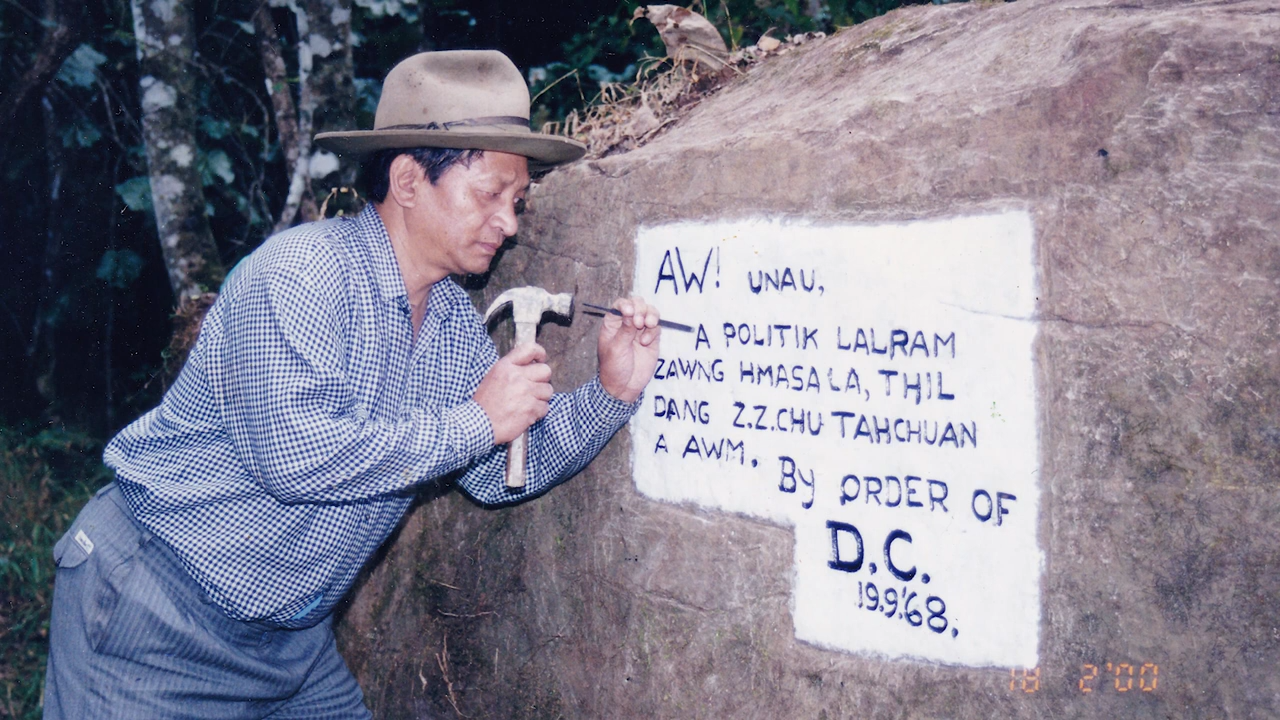 AW! UNAU,
A POLITIK LALRAM
ZAWNG HMASA LA, THIL
DANG Z.Z.CHU TAHCHUAN
A AWM. By ORDER OF
D.C.
19.9.'68.
18 2'00